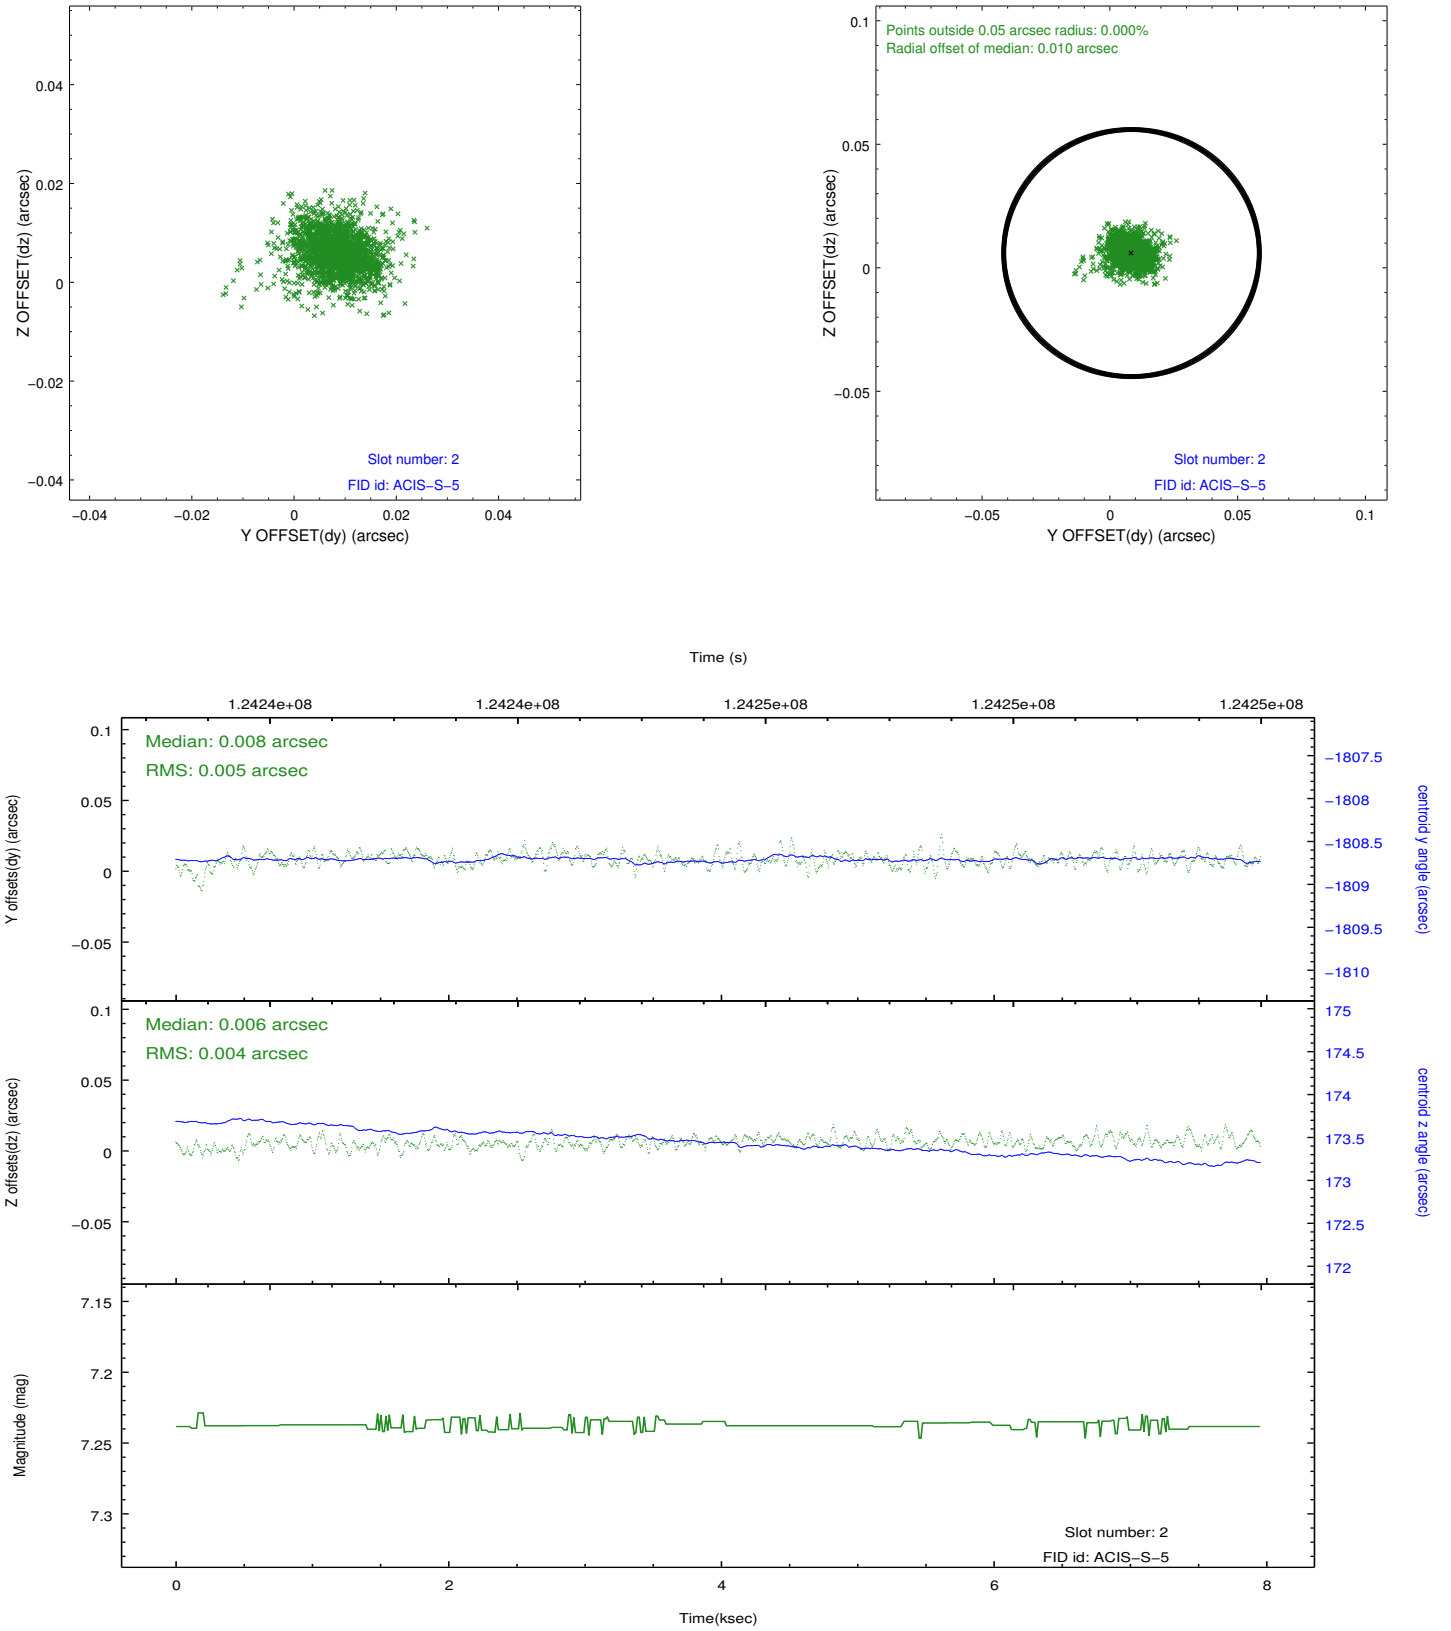 0.04
0.02
0
−0.02
−0.04
Z OFFSET(dz) (arcsec)
Slot number: 2
FID id: ACIS−S−5
−0.04
−0.02
0
0.02
0.04
Y OFFSET(dy) (arcsec)
Points outside 0.05 arcsec radius: 0.000%
Radial offset of median: 0.010 arcsec
0.1
0.05
0
−0.05
Z OFFSET(dz) (arcsec)
Slot number: 2
FID id: ACIS−S−5
−0.05
0
0.05
0.1
Y OFFSET(dy) (arcsec)
Time (s)
1.2424e+08
1.2424e+08
1.2425e+08
1.2425e+08
1.2425e+08
Median: 0.008 arcsec
RMS: 0.005 arcsec
0.1
0.05
0
−0.05
Y offsets(dy) (arcsec)
−1807.5
−1808
−1808.5
−1809
−1809.5
−1810
centroid y angle (arcsec)
Median: 0.006 arcsec
RMS: 0.004 arcsec
0.1
0.05
0
−0.05
Z offsets(dz) (arcsec)
175
174.5
174
173.5
173
172.5
172
centroid z angle (arcsec)
7.15
7.2
7.25
7.3
Magnitude (mag)
Slot number: 2
FID id: ACIS−S−5
0
2
4
6
8
Time(ksec)